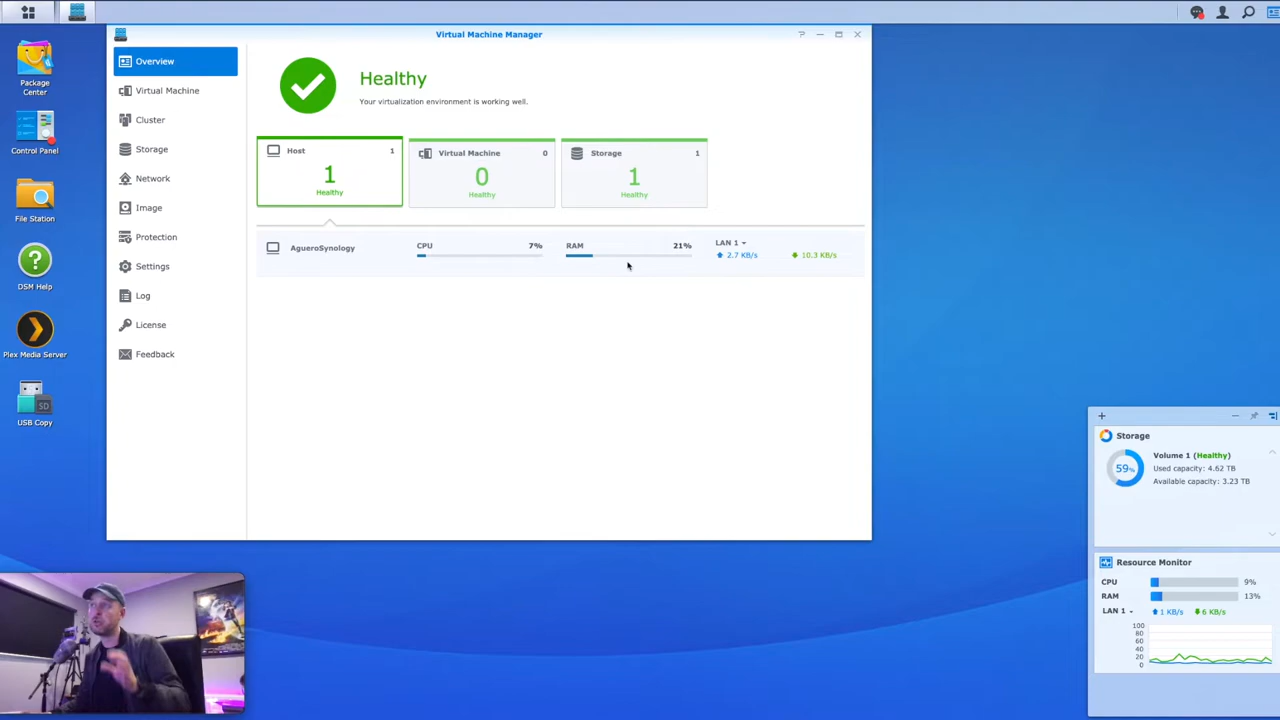 Virtual Machine Manager
?
Overview
Virtual Machine
Cluster
Storage
Network
Image
Protection
Settings
Log
License
Feedback
Healthy
Your virtualization environment is working well.
Host 1
1
Healthy
Virtual Machine 0
0
Healthy
Storage 1
1
Healthy
AgueroSynology CPU 7% RAM 21% LAN 1
2.7 KB/s 10.3 KB/s
Package
Center
Control Panel
File Station
?
DSM Help
Plex Media Server
SD
USB Copy
Storage
59%
Volume 1 (Healthy)
Used capacity: 4.62 TB
Available capacity: 3.23 TB
Resource Monitor
CPU 9%
RAM 13%
LAN 1 1 KB/s 6 KB/s
100
80
60
40
20
0